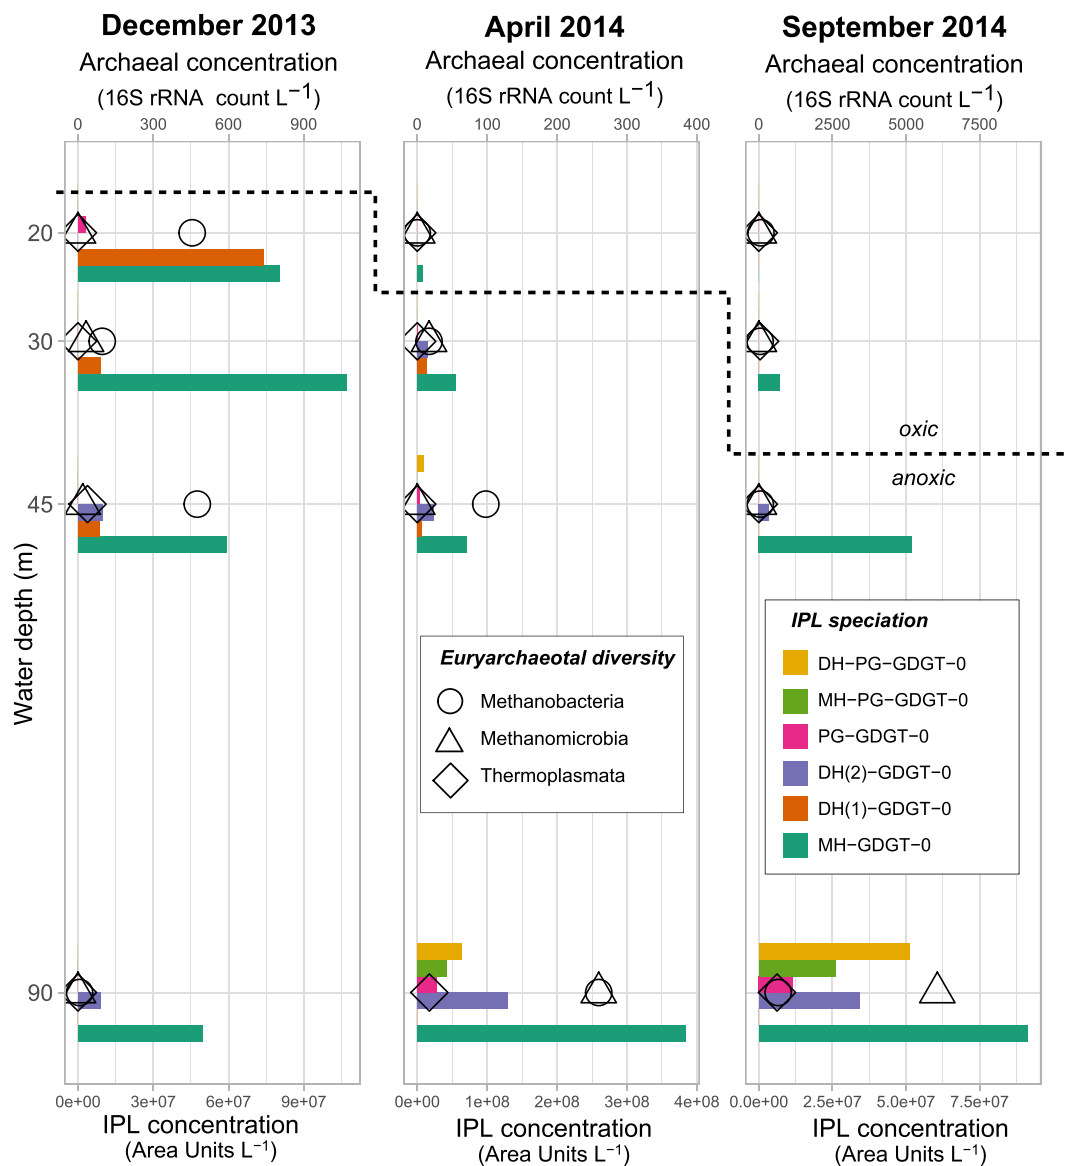 December 2013 April 2014 September 2014
Archaeal concentration Archaeal concentration Archaeal concentration
(16S rRNA count L−1) (16S rRNA count L−1) (16S rRNA count L−1)
0 300 600 900 0 100 200 300 400 0 2500 5000 7500
20
30
oxic
anoxic
45
Water depth (m)
Euryarchaeotal diversity
Methanobacteria
Methanomicrobia
Thermoplasmata
IPL speciation
DH−PG−GDGT−0
MH−PG−GDGT−0
PG−GDGT−0
DH(2)−GDGT−0
DH(1)−GDGT−0
MH−GDGT−0
90
0e+00 3e+07 6e+07 9e+07 0e+00 1e+08 2e+08 3e+08 4e+08 0.0e+00 2.5e+07 5.0e+07 7.5e+07
IPL concentration IPL concentration IPL concentration
(Area Units L−1) (Area Units L−1) (Area Units L−1)